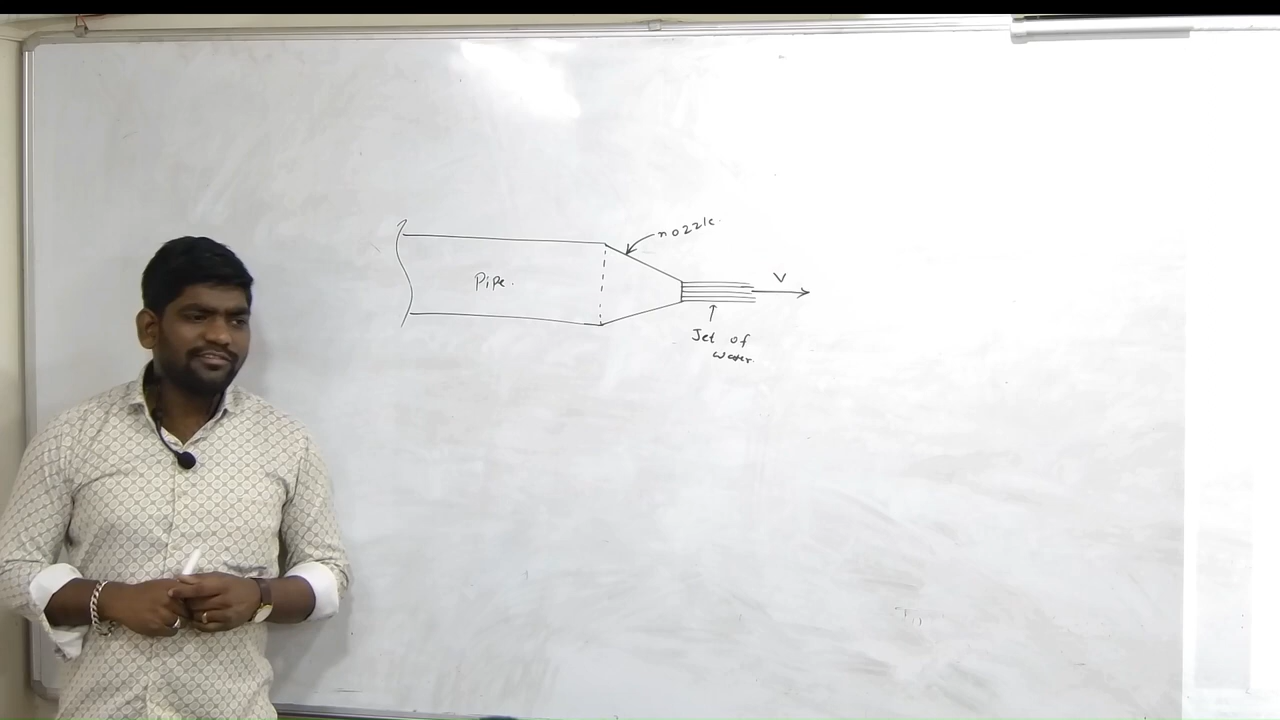 nozzle.
Pipe.
V
Jet of
water.